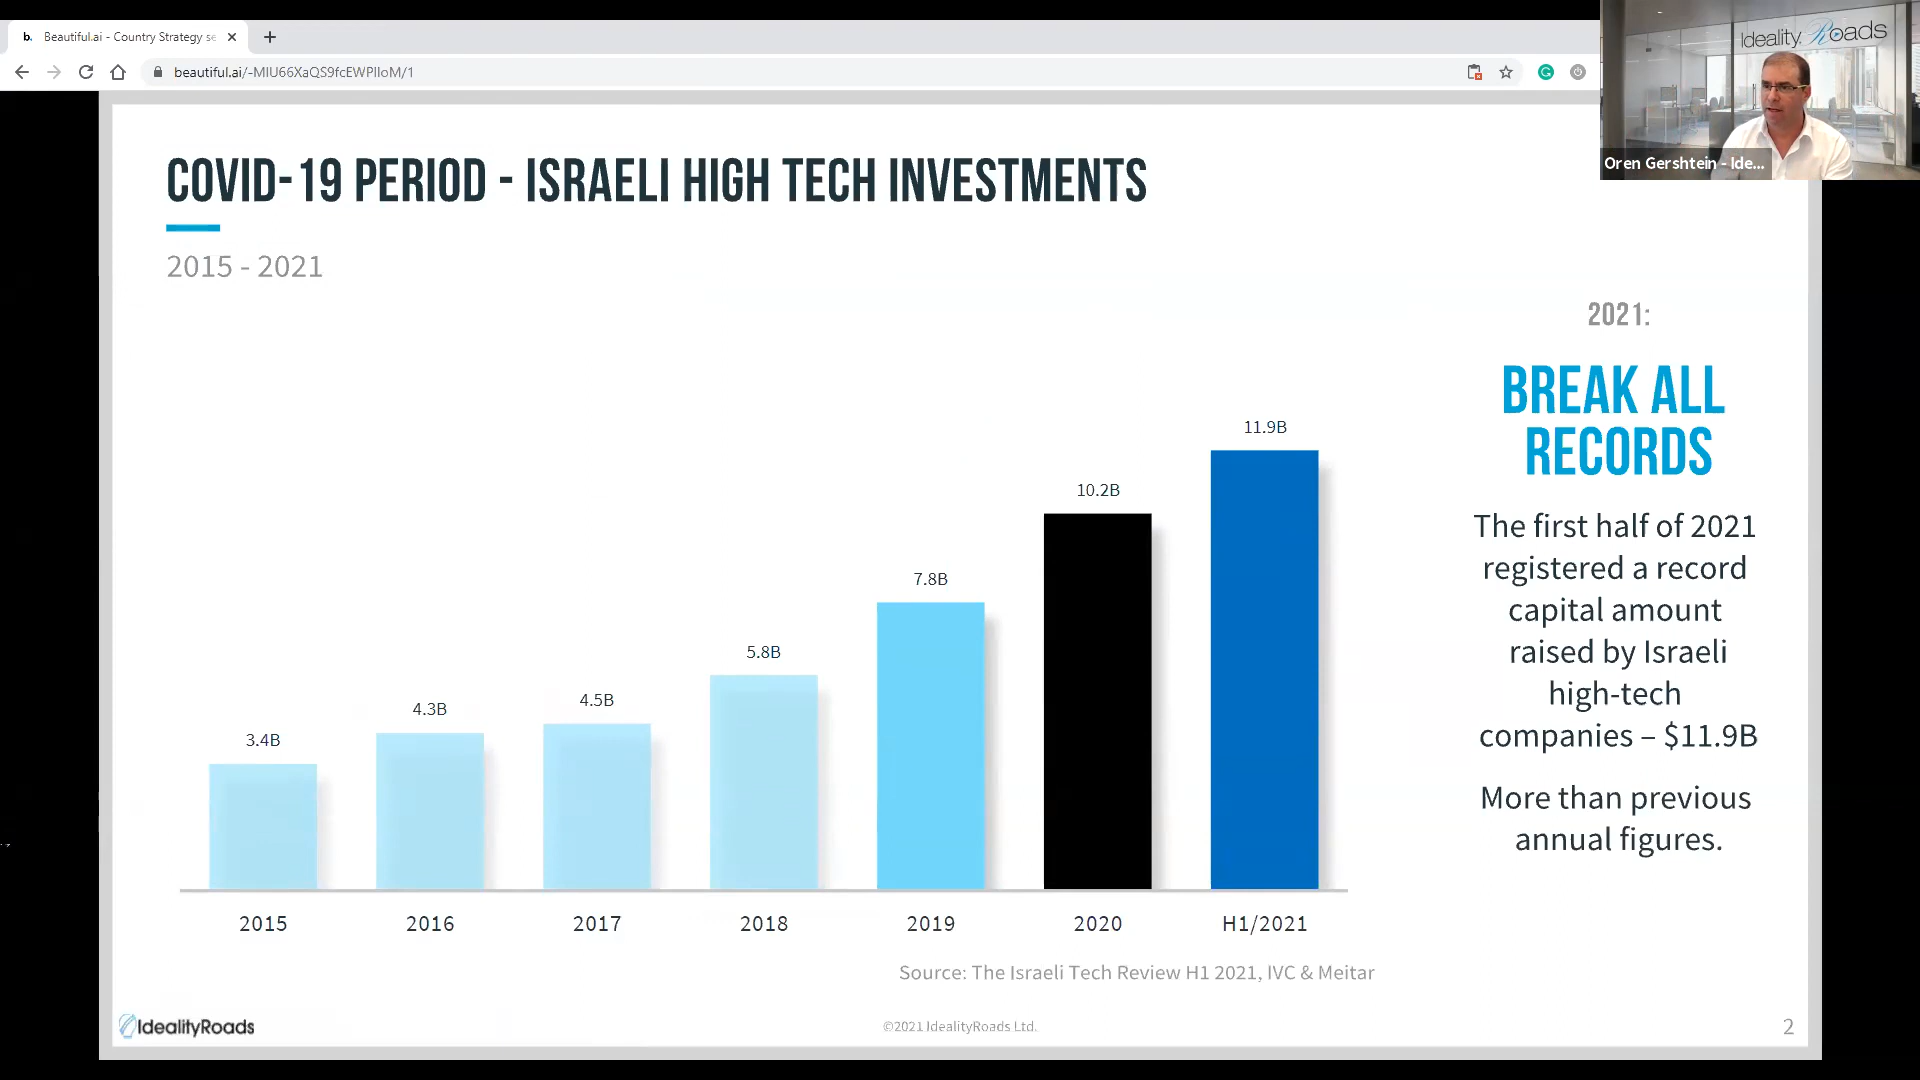 b. Beautiful.ai - Country Strategy se
beautiful.ai/-MIU66XaQS9fcEWPIIoM/1
Ideality Roads
Oren Gershtein - Ide...
COVID-19 PERIOD - ISRAELI HIGH TECH INVESTMENTS
2015 - 2021
2021:
BREAK ALL
RECORDS
The first half of 2021
registered a record
capital amount
raised by Israeli
high-tech
companies – $11.9B
More than previous
annual figures.
3.4B
4.3B
4.5B
5.8B
7.8B
10.2B
11.9B
2015
2016
2017
2018
2019
2020
H1/2021
Source: The Israeli Tech Review H1 2021, IVC & Meitar
IdealityRoads
©2021 IdealityRoads Ltd.
2